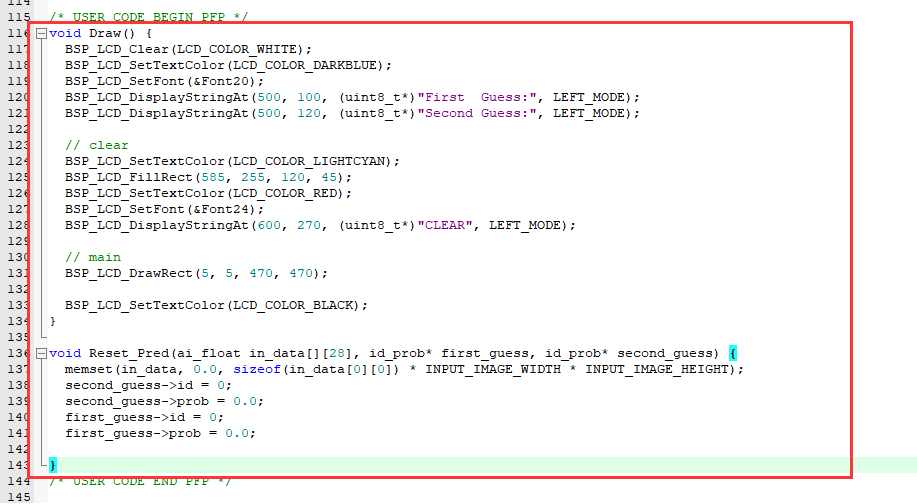 114
115 /* USER CODE BEGIN PFP */
116 void Draw() {
117 BSP_LCD_Clear(LCD_COLOR_WHITE);
118 BSP_LCD_SetTextColor(LCD_COLOR_DARKBLUE);
119 BSP_LCD_SetFont(&Font20);
120 BSP_LCD_DisplayStringAt(500, 100, (uint8_t*)"First  Guess:", LEFT_MODE);
121 BSP_LCD_DisplayStringAt(500, 120, (uint8_t*)"Second Guess:", LEFT_MODE);
122
123 // clear
124 BSP_LCD_SetTextColor(LCD_COLOR_LIGHTCYAN);
125 BSP_LCD_FillRect(585, 255, 120, 45);
126 BSP_LCD_SetTextColor(LCD_COLOR_RED);
127 BSP_LCD_SetFont(&Font24);
128 BSP_LCD_DisplayStringAt(600, 270, (uint8_t*)"CLEAR", LEFT_MODE);
129
130 // main
131 BSP_LCD_DrawRect(5, 5, 470, 470);
132
133 BSP_LCD_SetTextColor(LCD_COLOR_BLACK);
134 }
135
136 void Reset_Pred(ai_float in_data[][28], id_prob* first_guess, id_prob* second_guess) {
137 memset(in_data, 0.0, sizeof(in_data[0][0]) * INPUT_IMAGE_WIDTH * INPUT_IMAGE_HEIGHT);
138 second_guess->id = 0;
139 second_guess->prob = 0.0;
140 first_guess->id = 0;
141 first_guess->prob = 0.0;
142
143 }
144 /* USER CODE END PFP */
145